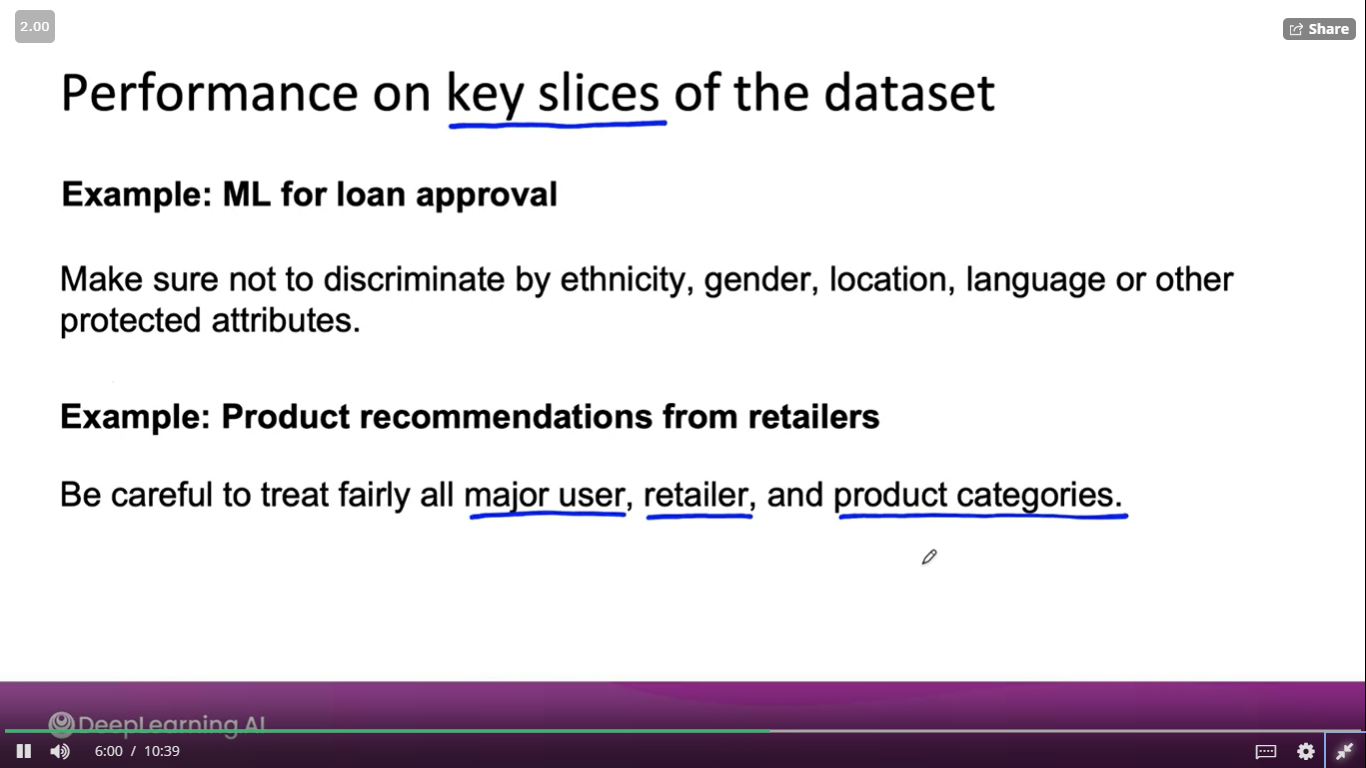 2.00
Share
Performance on key slices of the dataset
Example: ML for loan approval
Make sure not to discriminate by ethnicity, gender, location, language or other
protected attributes.
Example: Product recommendations from retailers
Be careful to treat fairly all major user, retailer, and product categories.
DeepLearning.AI
6:00 / 10:39